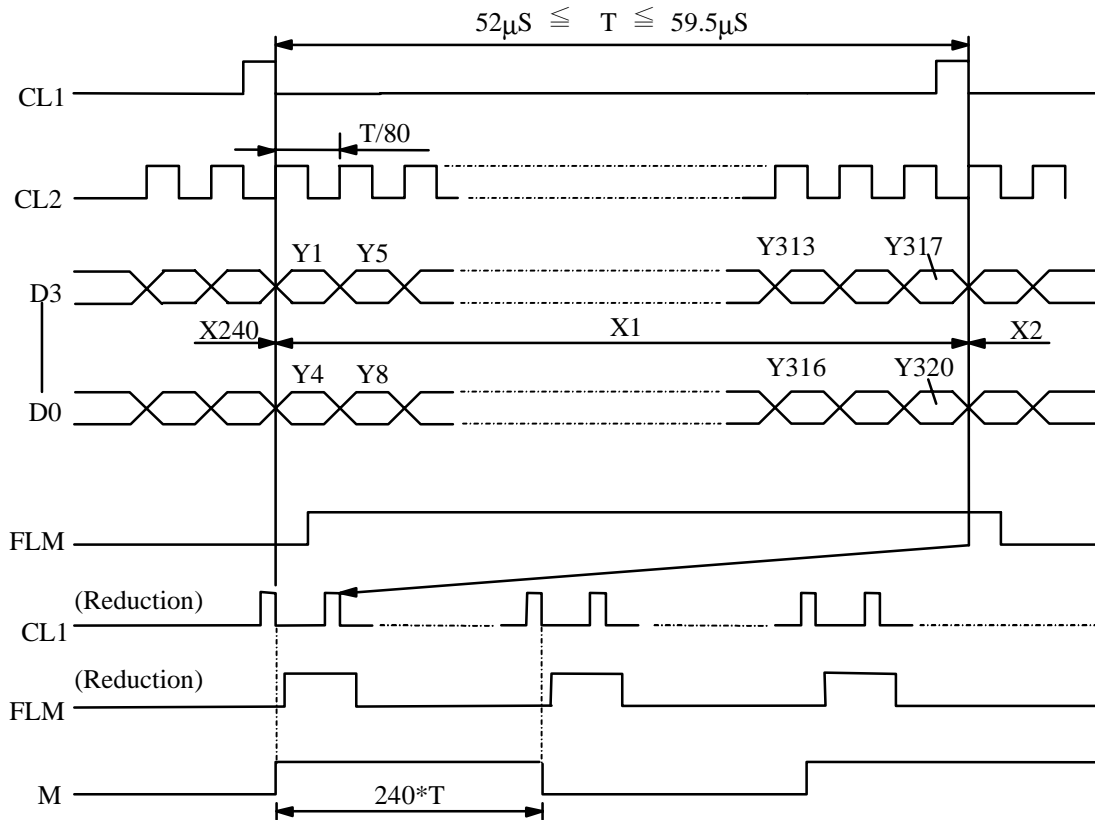 52μS ≦ T ≦ 59.5μS
CL1
T/80
CL2
Y1 Y5 Y313 Y317
D3
X240 X1 X2
Y4 Y8 Y316 Y320
D0
FLM
(Reduction)
CL1
(Reduction)
FLM
M
240*T